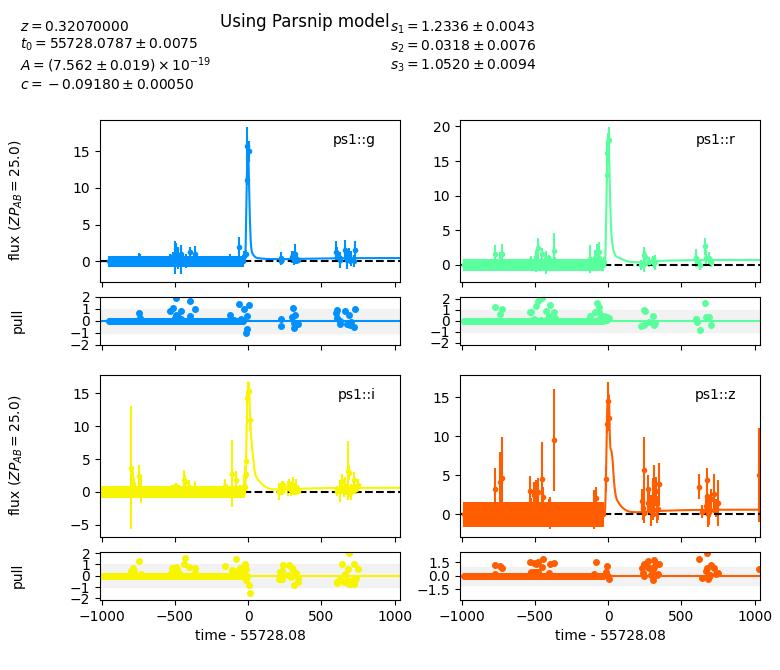 Using Parsnip model
z = 0.32070000
t₀ = 55728.0787 ± 0.0075
A = (7.562 ± 0.019) × 10⁻¹⁹
c = −0.09180 ± 0.00050
s₁ = 1.2336 ± 0.0043
s₂ = 0.0318 ± 0.0076
s₃ = 1.0520 ± 0.0094
flux (ZP_AB = 25.0)
15
10
5
0
ps1::g
20
15
10
5
0
ps1::r
pull
2
1
0
−1
−2
2
1
0
−1
−2
flux (ZP_AB = 25.0)
15
10
5
0
−5
ps1::i
15
10
5
0
ps1::z
pull
2
1
0
−1
−2
−1000
−500
0
500
1000
time - 55728.08
1.5
0.0
−1.5
−1000
−500
0
500
1000
time - 55728.08